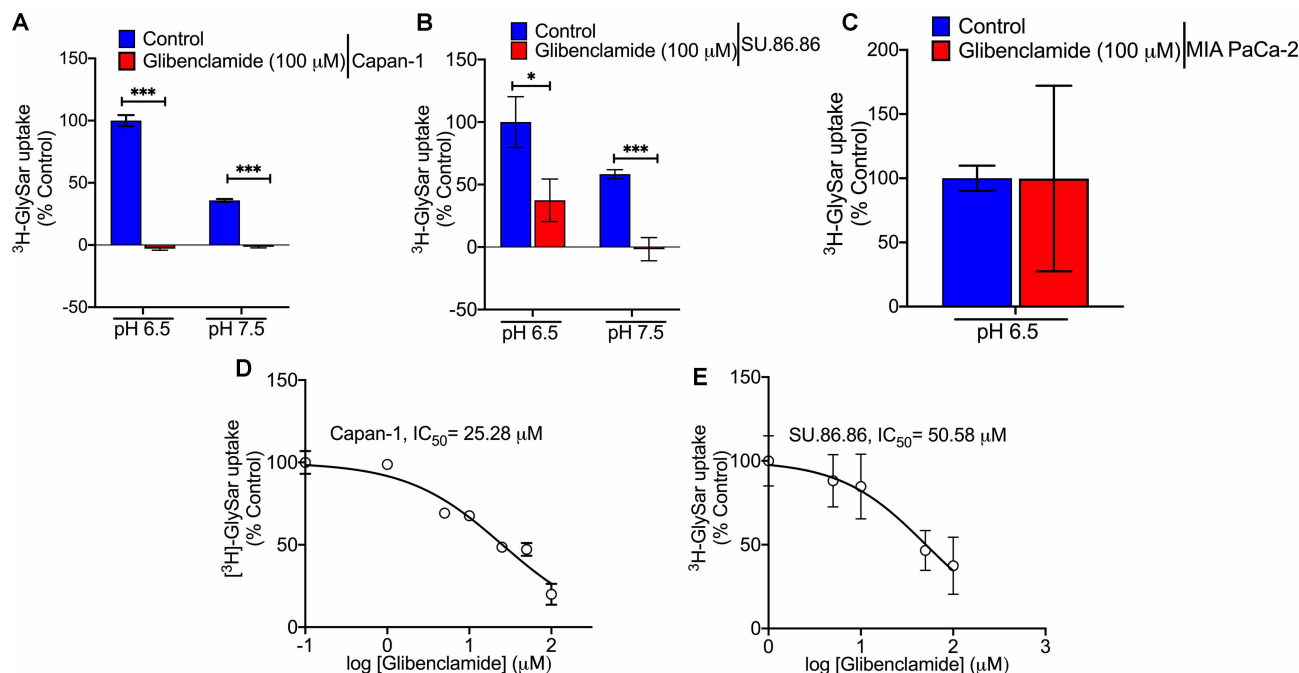 A
Control
Glibenclamide (100 μM)
Capan-1
³H-GlySar uptake
(% Control)
150
100
50
0
-50
***
***
pH 6.5
pH 7.5
B
Control
Glibenclamide (100 μM)
SU.86.86
³H-GlySar uptake
(% Control)
150
100
50
0
-50
*
***
pH 6.5
pH 7.5
C
Control
Glibenclamide (100 μM)
MIA PaCa-2
³H-GlySar uptake
(% Control)
200
150
100
50
0
pH 6.5
D
[³H]-GlySar uptake
(% Control)
150
100
50
0
Capan-1, IC₅₀= 25.28 μM
-1
0
1
2
log [Glibenclamide] (μM)
E
³H-GlySar uptake
(% Control)
150
100
50
0
SU.86.86, IC₅₀= 50.58 μM
0
1
2
3
log [Glibenclamide] (μM)